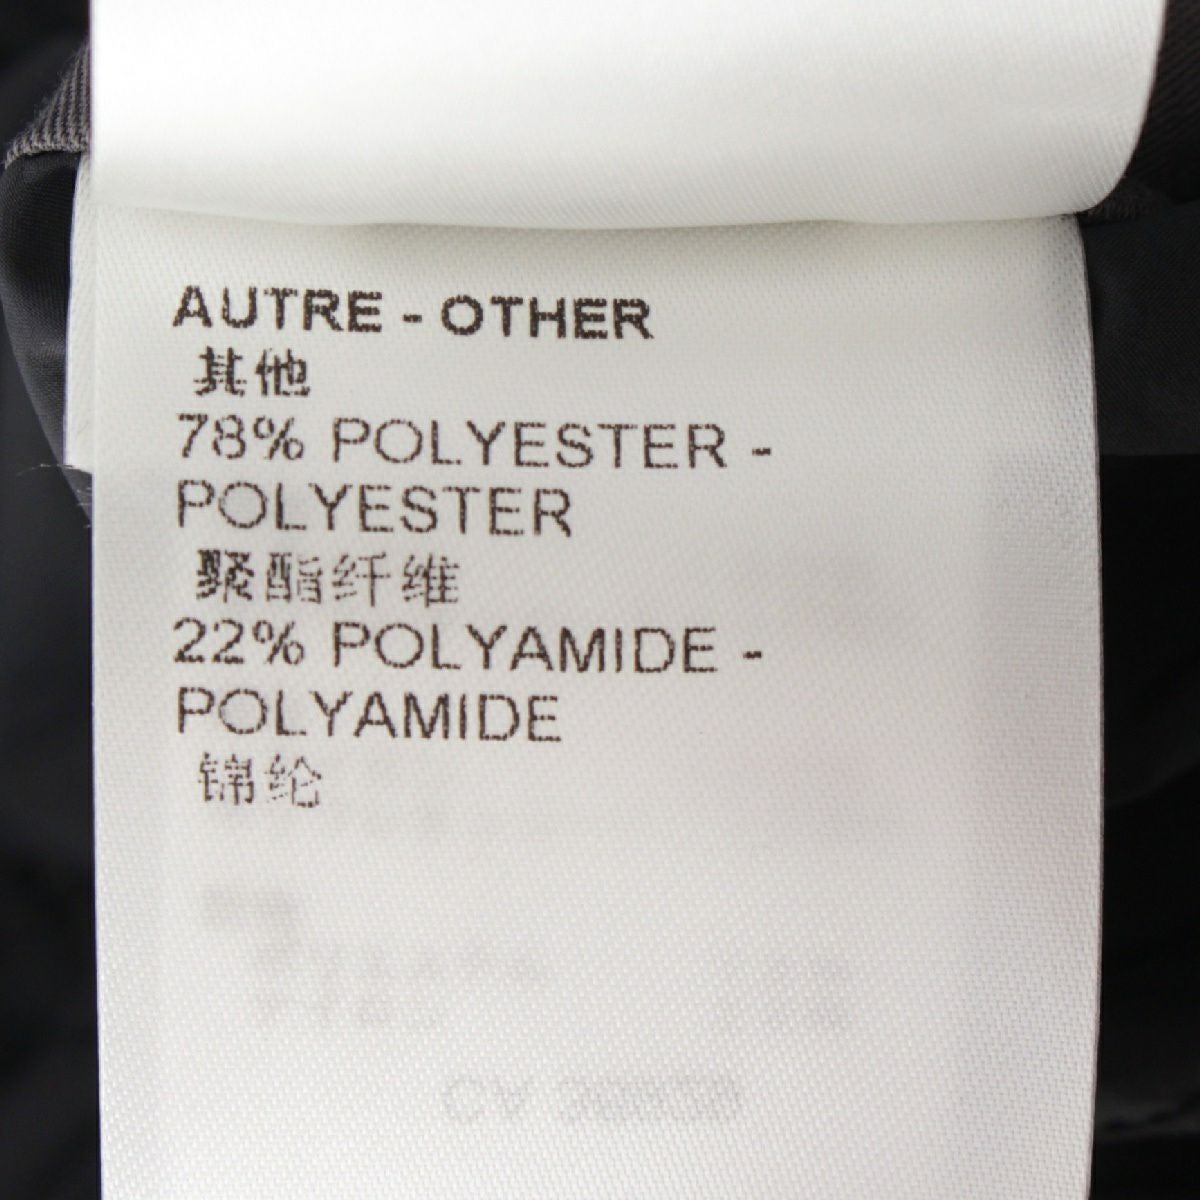 AUTRE - OTHER
其他
78% POLYESTER -
POLYESTER
聚酯纤维
22% POLYAMIDE -
POLYAMIDE
锦纶